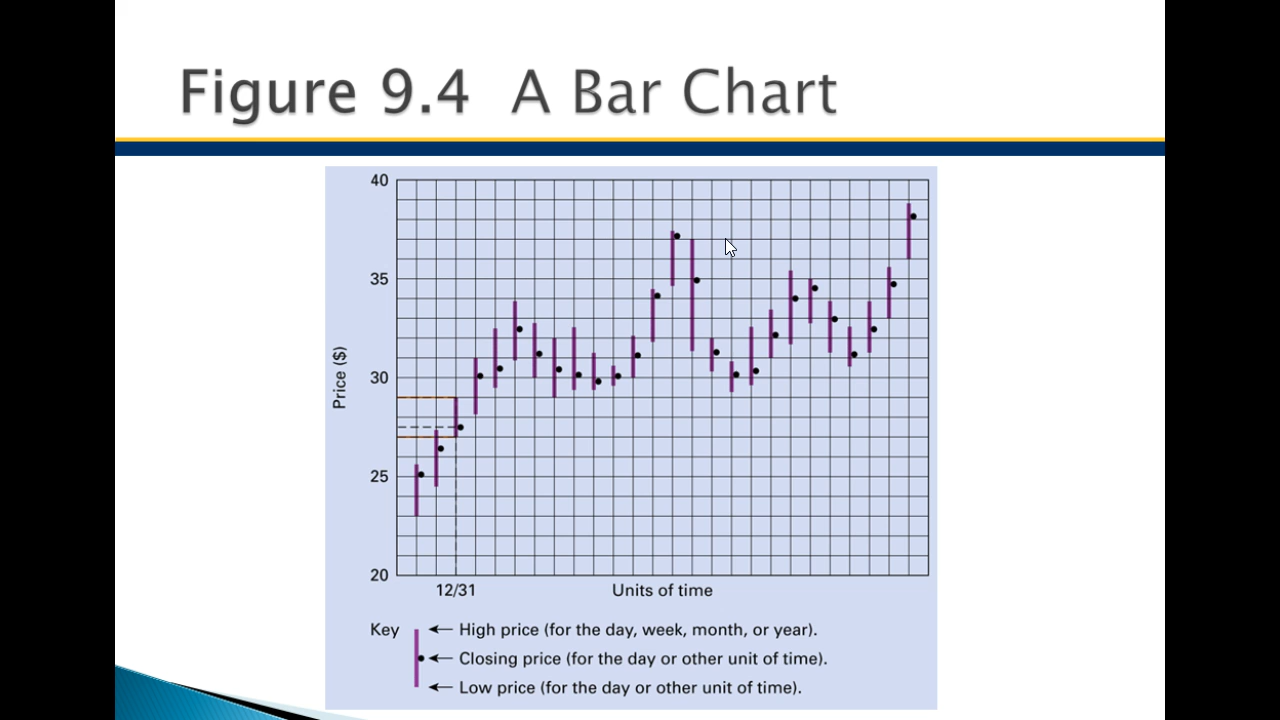 Figure 9.4 A Bar Chart
40
35
Price ($)
30
25
20
12/31 Units of time
Key
High price (for the day, week, month, or year).
Closing price (for the day or other unit of time).
Low price (for the day or other unit of time).